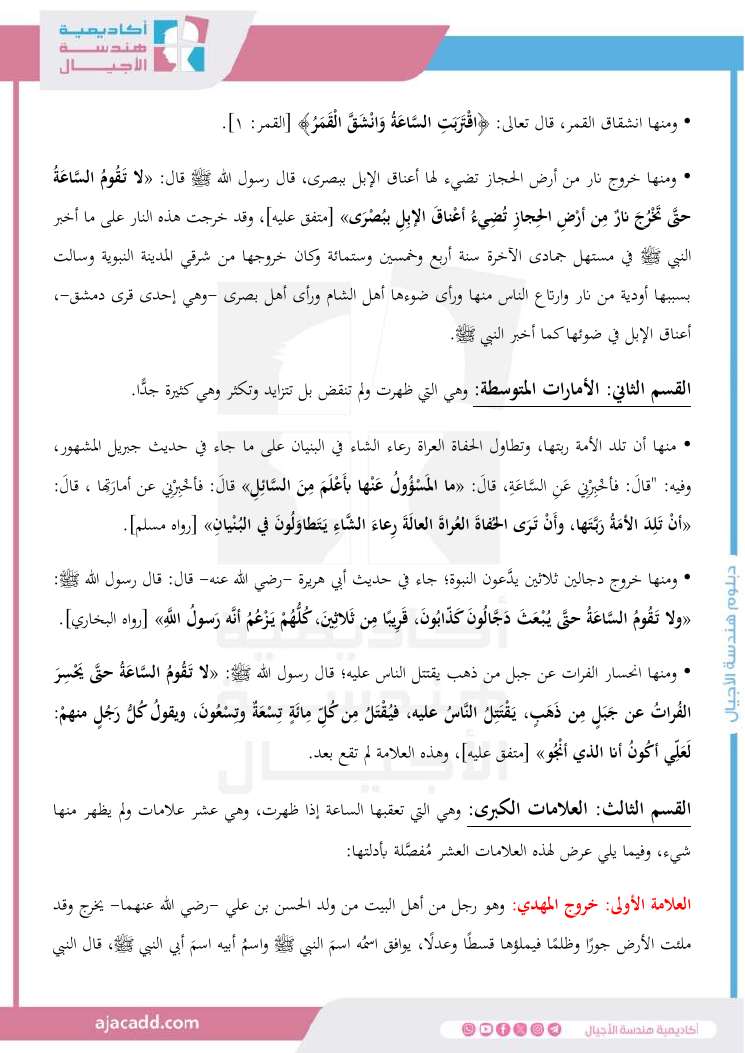 أكاديمية
هندسة
الأجيال
• ومنها انشقاق القمر، قال تعالى: ﴿اقْتَرَبَتِ السَّاعَةُ وَانْشَقَّ الْقَمَرُ﴾ [القمر: ١].
• ومنها خروج نار من أرض الحجاز تضيء لها أعناق الإبل ببصرى، قال رسول الله ﷺ قال: «لا تَقُومُ السَّاعَةُ
حتَّى تَخْرُجَ نارٌ مِن أرْضِ الحِجازِ تُضِيءُ أعْناقَ الإبِلِ ببُصْرَى» [متفق عليه]، وقد خرجت هذه النار على ما أخبر
النبي ﷺ في مستهل جمادى الآخرة سنة أربع وخمسين وستمائة وكان خروجها من شرقي المدينة النبوية وسالت
بسببها أودية من نار وارتاع الناس منها ورأى ضوءها أهل الشام ورأى أهل بصرى –وهي إحدى قرى دمشق–،
أعناق الإبل في ضوئها كما أخبر النبي ﷺ.
القسم الثاني: الأمارات المتوسطة: وهي التي ظهرت ولم تنقض بل تتزايد وتكثر وهي كثيرة جدًّا.
• منها أن تلد الأمة ربتها، وتطاول الحفاة العراة رعاء الشاء في البنيان على ما جاء في حديث جبريل المشهور،
وفيه: "قالَ: فأخْبِرْنِي عَنِ السَّاعَةِ، قالَ: «ما المَسْؤُولُ عَنْها بأَعْلَمَ مِنَ السَّائِلِ» قالَ: فأخْبِرْنِي عن أمارَتِها ، قالَ:
«أنْ تَلِدَ الأمَةُ رَبَّتَها، وأَنْ تَرَى الحُفاةَ العُراةَ العالَةَ رِعاءَ الشَّاءِ يَتَطاوَلُونَ في البُنْيانِ» [رواه مسلم].
• ومنها خروج دجالين ثلاثين يدَّعون النبوة؛ جاء في حديث أبي هريرة –رضي الله عنه– قال: قال رسول الله ﷺ:
«ولا تَقُومُ السَّاعَةُ حتَّى يُبْعَثَ دَجَّالُونَ كَذَّابُونَ، قَرِيبًا مِن ثَلاثِينَ، كُلُّهُمْ يَزْعُمُ أنَّه رَسولُ اللَّهِ» [رواه البخاري].
• ومنها انحسار الفرات عن جبل من ذهب يقتتل الناس عليه؛ قال رسول الله ﷺ: «لا تَقُومُ السَّاعَةُ حتَّى يَحْسِرَ
الفُراتُ عن جَبَلٍ مِن ذَهَبٍ، يَقْتَتِلُ النَّاسُ عليه، فيُقْتَلُ مِن كُلِّ مِائَةٍ تِسْعَةٌ وتِسْعُونَ، ويقولُ كُلُّ رَجُلٍ منهمْ:
لَعَلِّي أكُونُ أنا الذي أنْجُو» [متفق عليه]، وهذه العلامة لم تقع بعد.
القسم الثالث: العلامات الكبرى: وهي التي تعقبها الساعة إذا ظهرت، وهي عشر علامات ولم يظهر منها
شيء، وفيما يلي عرض لهذه العلامات العشر مُفصَّلة بأدلتها:
العلامة الأولى: خروج المهدي: وهو رجل من أهل البيت من ولد الحسن بن علي –رضي الله عنهما– يخرج وقد
ملئت الأرض جورًا وظلمًا فيملؤها قسطًا وعدلًا، يوافق اسمُه اسمَ النبي ﷺ واسمُ أبيه اسمَ أبي النبي ﷺ، قال النبي
دبلوم هندسة الأجيال
أكاديمية
هندسة
الأجيال
ajacadd.com
أكاديمية هندسة الأجيال